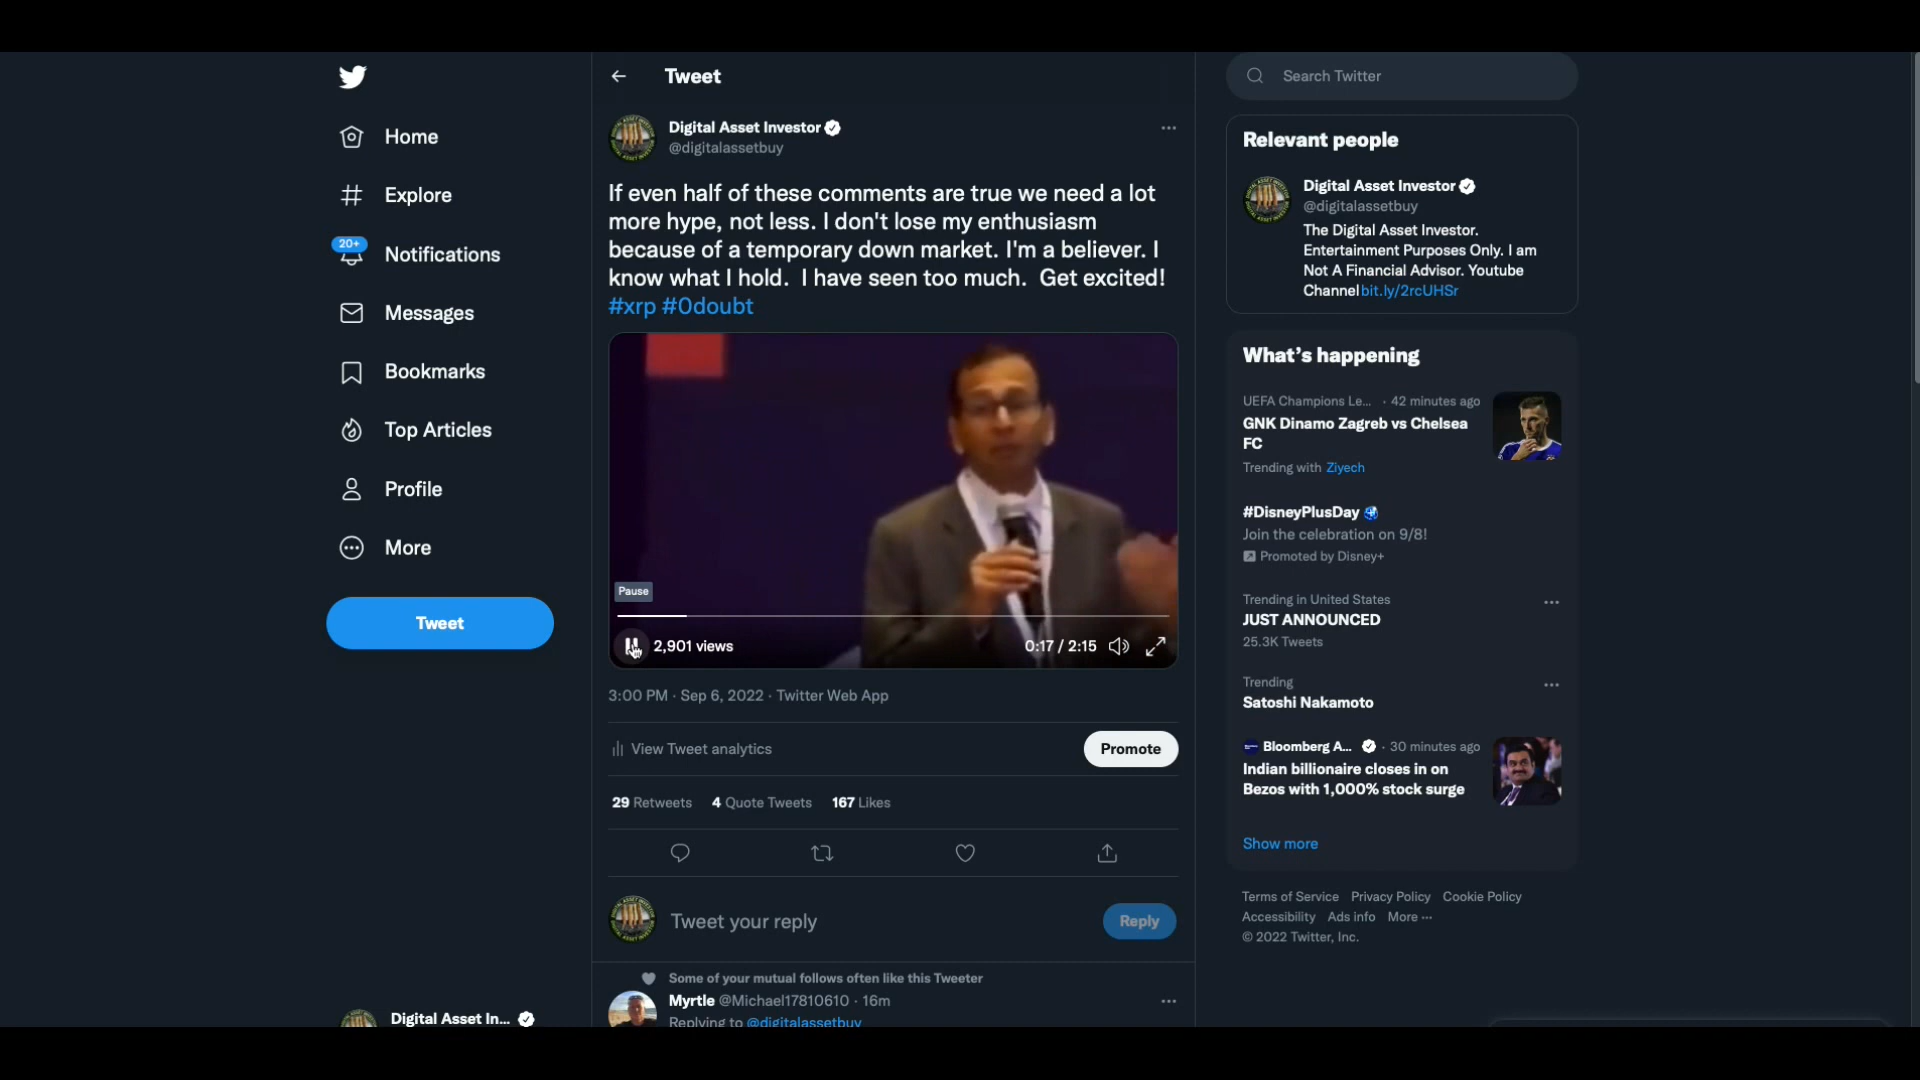 Home
Explore
20+
Notifications
Messages
Bookmarks
Top Articles
Profile
More
Tweet
Digital Asset In...
Tweet
Digital Asset Investor
@digitalassetbuy
If even half of these comments are true we need a lot
more hype, not less. I don't lose my enthusiasm
because of a temporary down market. I'm a believer. I
know what I hold. I have seen too much. Get excited!
#xrp #0doubt
Pause
2,901 views
0:17 / 2:15
3:00 PM · Sep 6, 2022 · Twitter Web App
View Tweet analytics
Promote
29 Retweets 4 Quote Tweets 167 Likes
Tweet your reply
Reply
Some of your mutual follows often like this Tweeter
Myrtle @Michael17810610 · 16m
Replying to @digitalassetbuy
Search Twitter
Relevant people
Digital Asset Investor
@digitalassetbuy
The Digital Asset Investor.
Entertainment Purposes Only. I am
Not A Financial Advisor. Youtube
Channel bit.ly/2rcUHSr
What's happening
UEFA Champions Le... · 42 minutes ago
GNK Dinamo Zagreb vs Chelsea
FC
Trending with Ziyech
#DisneyPlusDay
Join the celebration on 9/8!
Promoted by Disney+
Trending in United States
JUST ANNOUNCED
25.3K Tweets
Trending
Satoshi Nakamoto
Bloomberg A... · 30 minutes ago
Indian billionaire closes in on
Bezos with 1,000% stock surge
Show more
Terms of Service Privacy Policy Cookie Policy
Accessibility Ads info More ...
© 2022 Twitter, Inc.